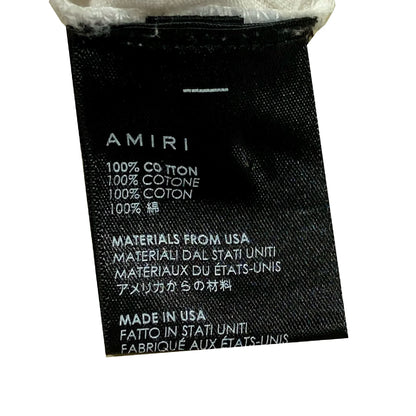 AMIRI
100% COTTON
100% COTONE
100% COTON
100% 綿
MATERIALS FROM USA
MATERIALI DAL STATI UNITI
MATÉRIAUX DU ÉTATS-UNIS
アメリカからの材料
MADE IN USA
FATTO IN STATI UNITI
FABRIQUÉ AUX ÉTATS-UNIS